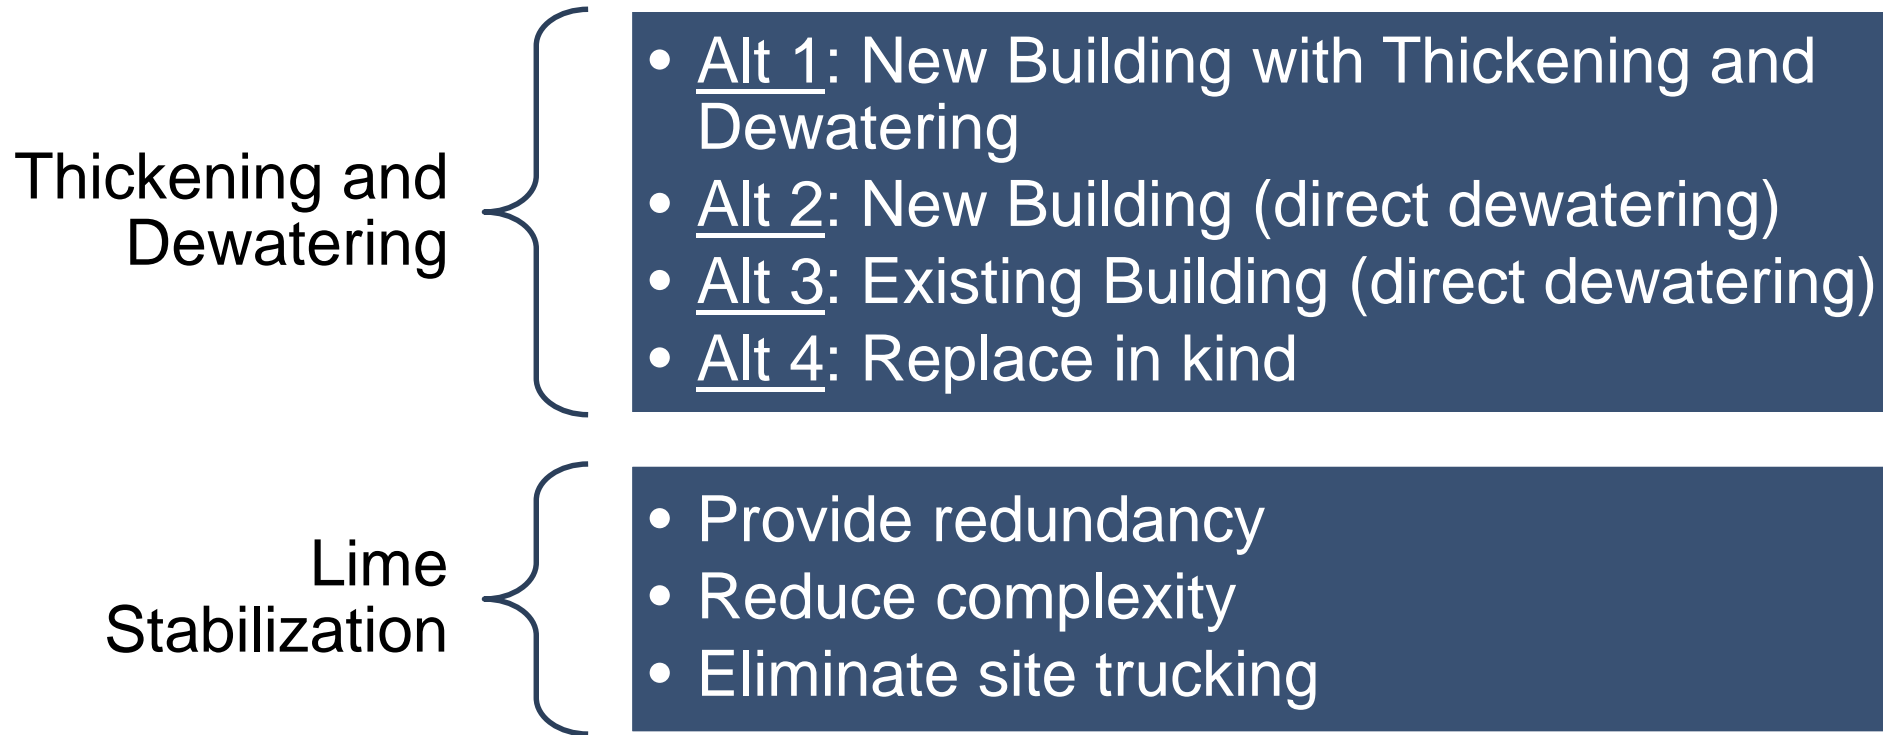 Thickening and
Dewatering
• Alt 1: New Building with Thickening and
Dewatering
• Alt 2: New Building (direct dewatering)
• Alt 3: Existing Building (direct dewatering)
• Alt 4: Replace in kind
Lime
Stabilization
• Provide redundancy
• Reduce complexity
• Eliminate site trucking